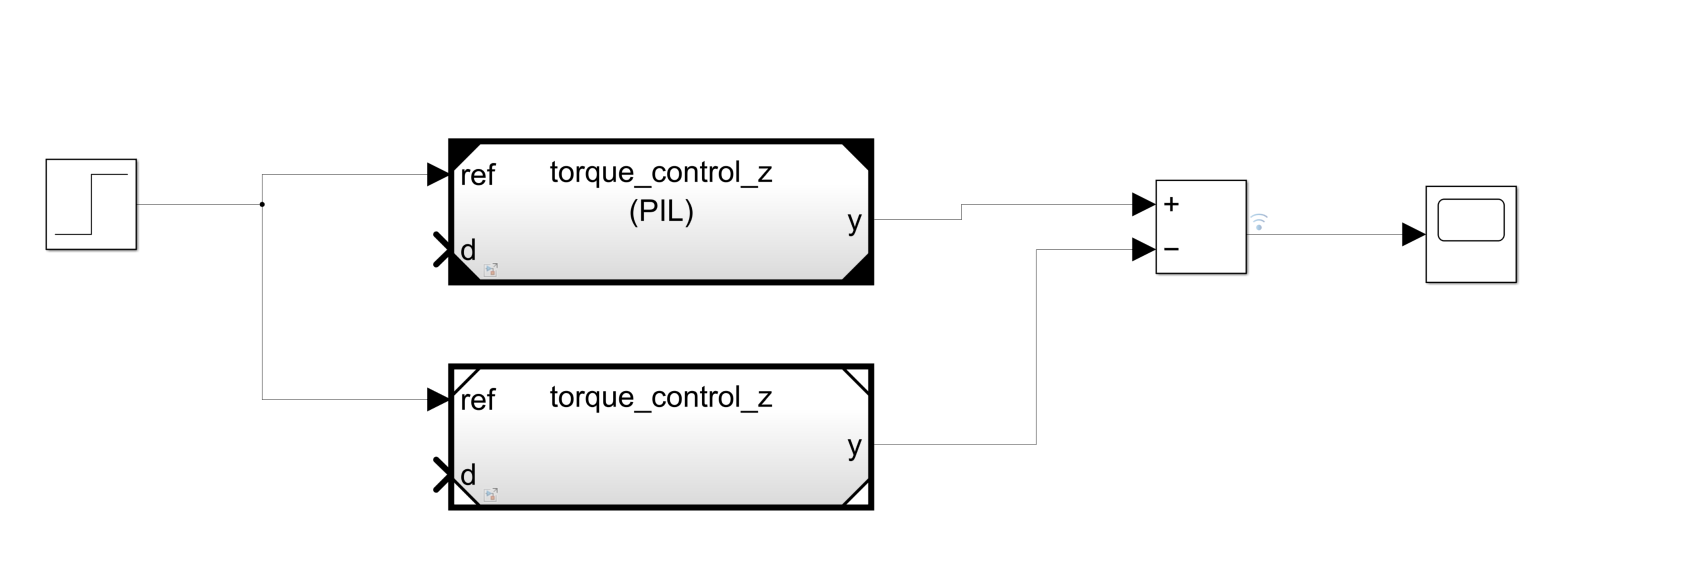 ref
torque_control_z
(PIL)
y
d
+
−
ref
torque_control_z
y
d